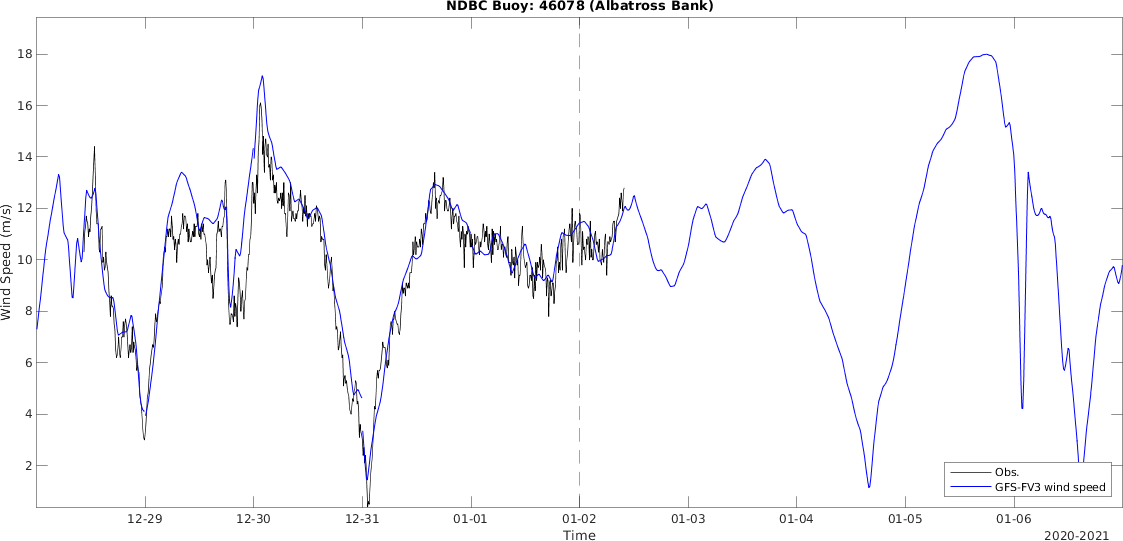 NDBC Buoy: 46078 (Albatross Bank)
Wind Speed (m/s)
18
16
14
12
10
8
6
4
2
Obs.
GFS-FV3 wind speed
12-29 12-30 12-31 01-01 01-02 01-03 01-04 01-05 01-06
Time
2020-2021